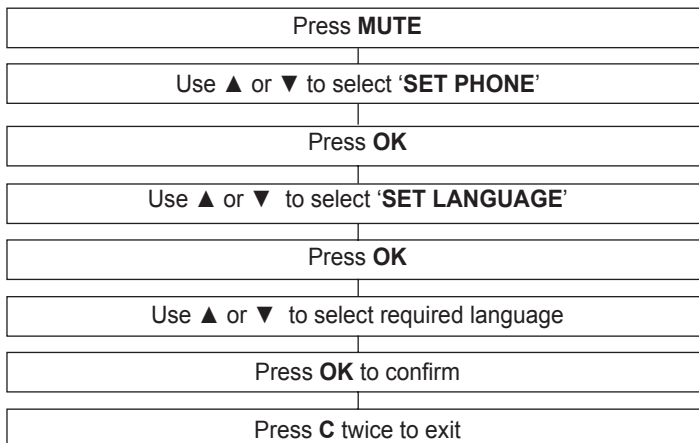 Press MUTE
Use ▲ or ▼ to select ‘SET PHONE’
Press OK
Use ▲ or ▼ to select ‘SET LANGUAGE’
Press OK
Use ▲ or ▼ to select required language
Press OK to confirm
Press C twice to exit